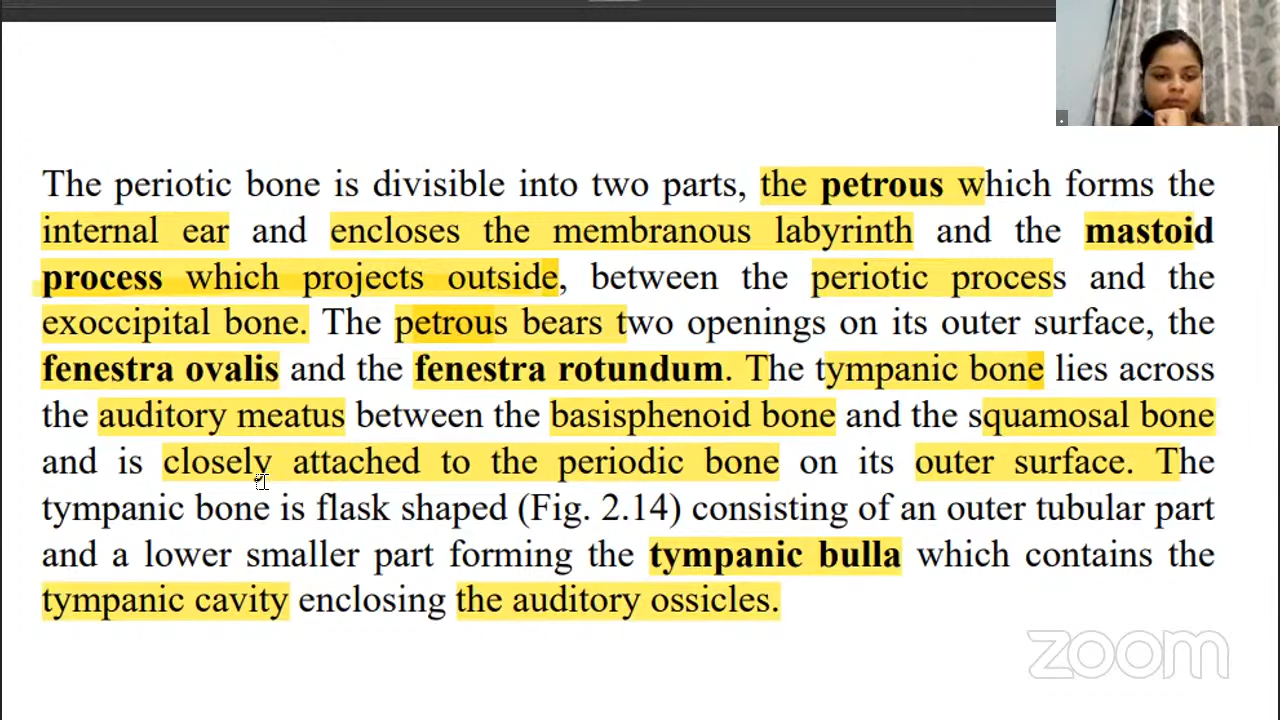 The periotic bone is divisible into two parts, the petrous which forms the
internal ear and encloses the membranous labyrinth and the mastoid
process which projects outside, between the periotic process and the
exoccipital bone. The petrous bears two openings on its outer surface, the
fenestra ovalis and the fenestra rotundum. The tympanic bone lies across
the auditory meatus between the basisphenoid bone and the squamosal bone
and is closely attached to the periodic bone on its outer surface. The
tympanic bone is flask shaped (Fig. 2.14) consisting of an outer tubular part
and a lower smaller part forming the tympanic bulla which contains the
tympanic cavity enclosing the auditory ossicles.
zoom